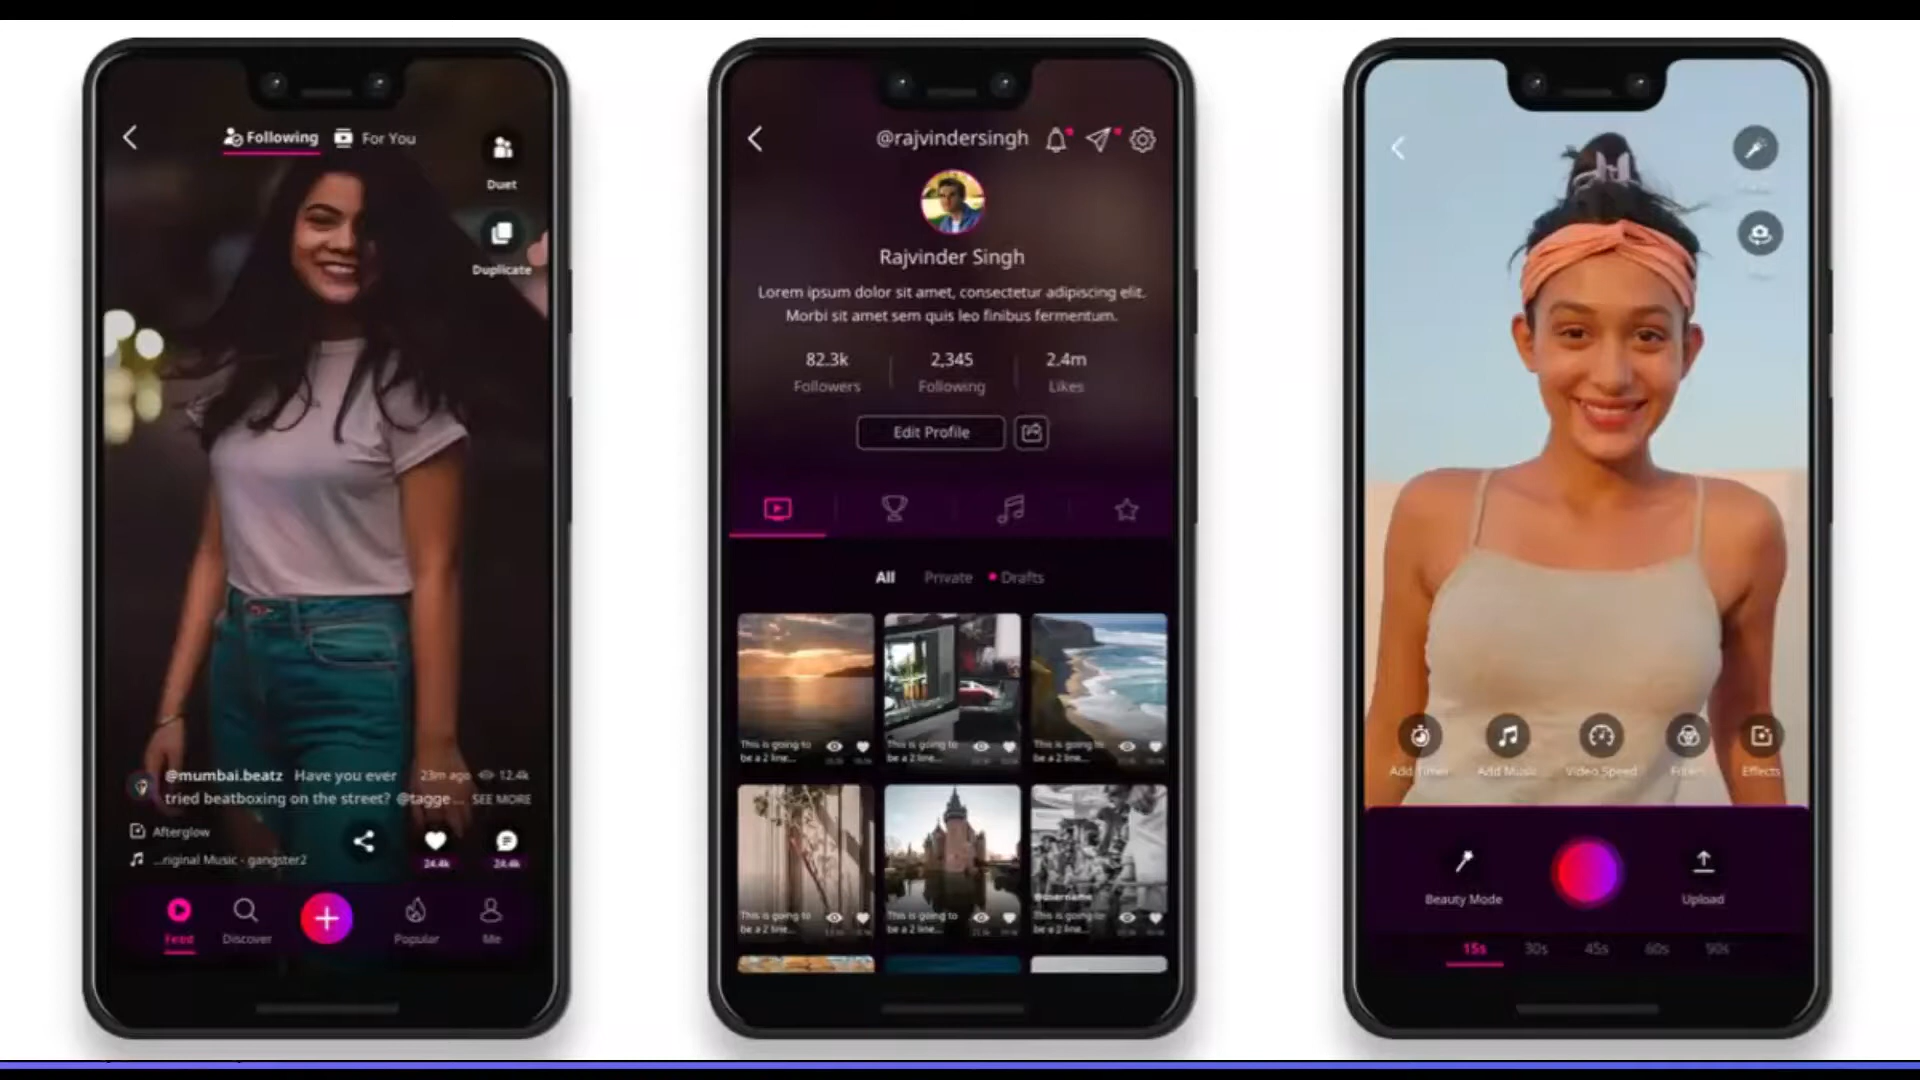 Following
For You
Duet
Duplicate
@mumbai.beatz Have you ever 23m ago 12.4k
tried beatboxing on the street? @tagge... SEE MORE
Afterglow
...riginal Music - gangster2
24.4k
24.4k
Feed
Discover
Popular
Me
@rajvindersingh
Rajvinder Singh
Lorem ipsum dolor sit amet, consectetur adipiscing elit.
Morbi sit amet sem quis leo finibus fermentum.
82.3k
Followers
2,345
Following
2.4m
Likes
Edit Profile
All
Private
Drafts
This is going to
be a 2 line...
This is going to
be a 2 line...
This is going to
be a 2 line...
This is going to
be a 2 line...
This is going to
be a 2 line...
@username
This is going to
be a 2 line...
Add Timer
Add Music
Video Speed
Filters
Effects
Beauty Mode
Upload
15s
30s
45s
60s
90s